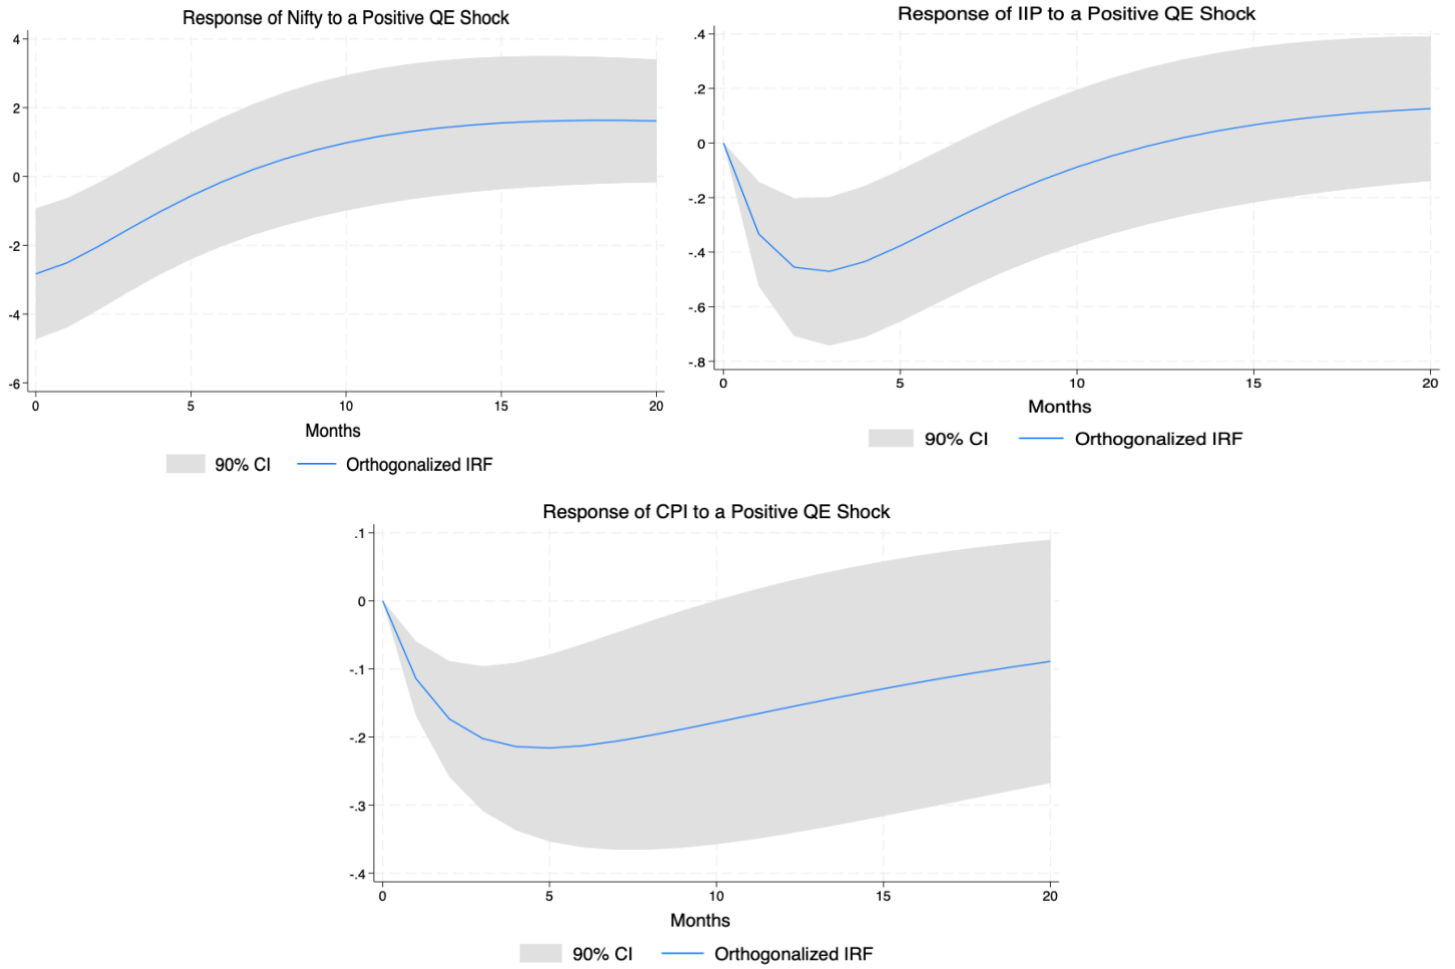 Response of Nifty to a Positive QE Shock
4
2
0
-2
-4
-6
0 5 10 15 20
Months
90% CI Orthogonalized IRF
Response of IIP to a Positive QE Shock
.4
.2
0
-.2
-.4
-.6
-.8
0 5 10 15 20
Months
90% CI Orthogonalized IRF
Response of CPI to a Positive QE Shock
.1
0
-.1
-.2
-.3
-.4
0 5 10 15 20
Months
90% CI Orthogonalized IRF